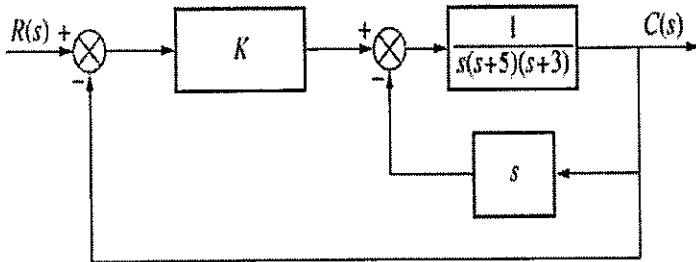 R(s) +
-
K
+
-
1
s(s+5)(s+3)
C(s)
s